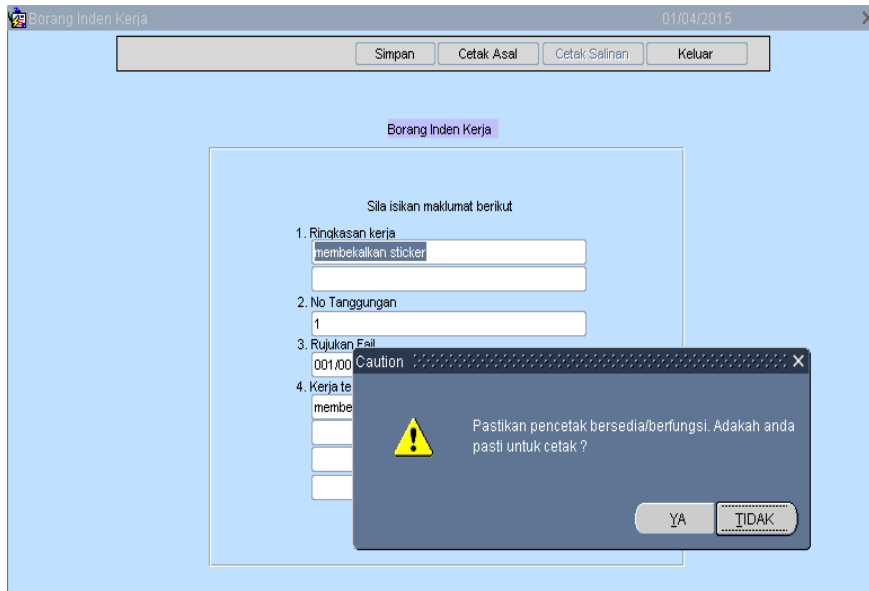 Borang Inden Kerja 01/04/2015
Simpan Cetak Asal Cetak Salinan Keluar
Borang Inden Kerja
Sila isikan maklumat berikut
1. Ringkasan kerja
membekalkan sticker
2. No Tanggungan
1
3. Rujukan Fail
001/00
4. Kerja te
membe
Caution
Pastikan pencetak bersedia/berfungsi. Adakah anda
pasti untuk cetak ?
YA TIDAK